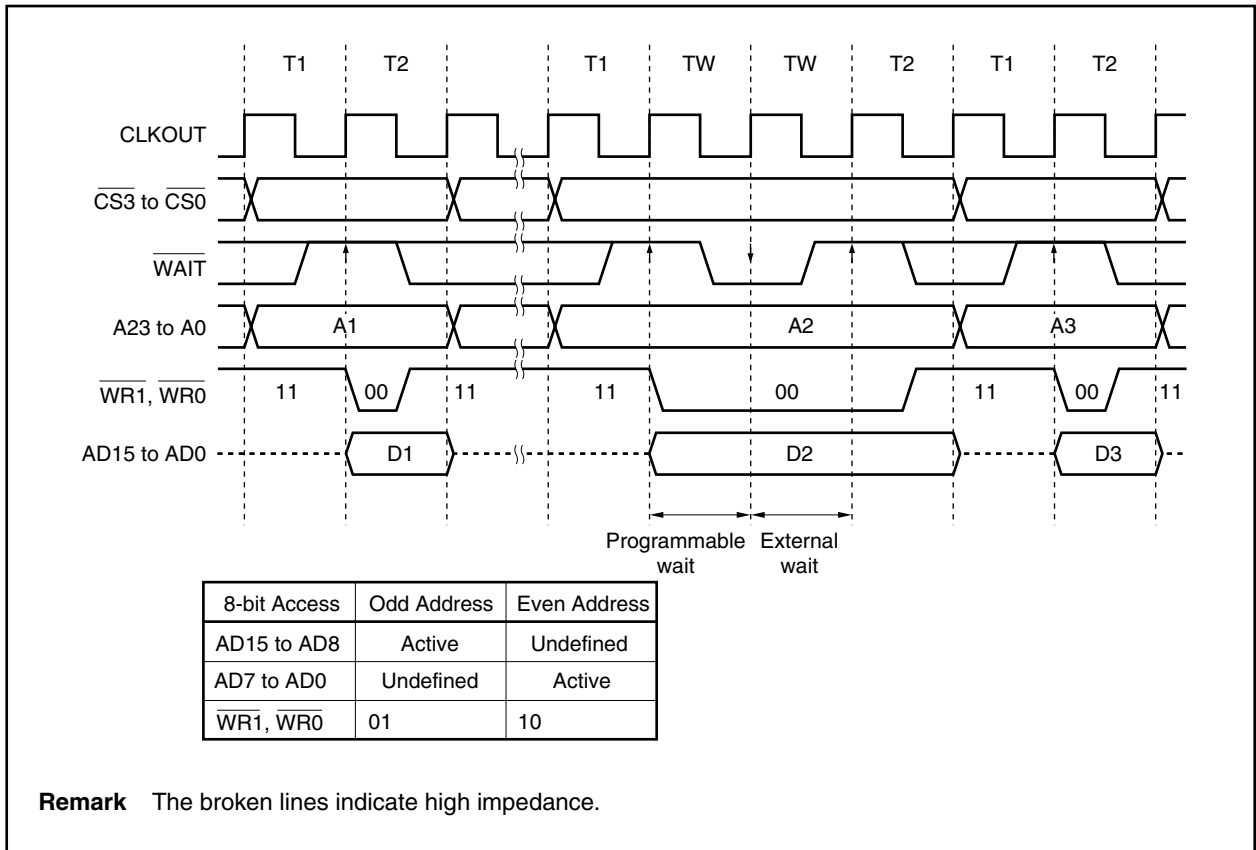 T1 T2 T1 TW TW T2 T1 T2
CLKOUT
CS3 to CS0
WAIT
A23 to A0 A1 A2 A3
WR1, WR0 11 00 11 11 00 11 00 11
AD15 to AD0 D1 D2 D3
Programmable wait
External wait
8-bit Access Odd Address Even Address
AD15 to AD8 Active Undefined
AD7 to AD0 Undefined Active
WR1, WR0 01 10
Remark The broken lines indicate high impedance.